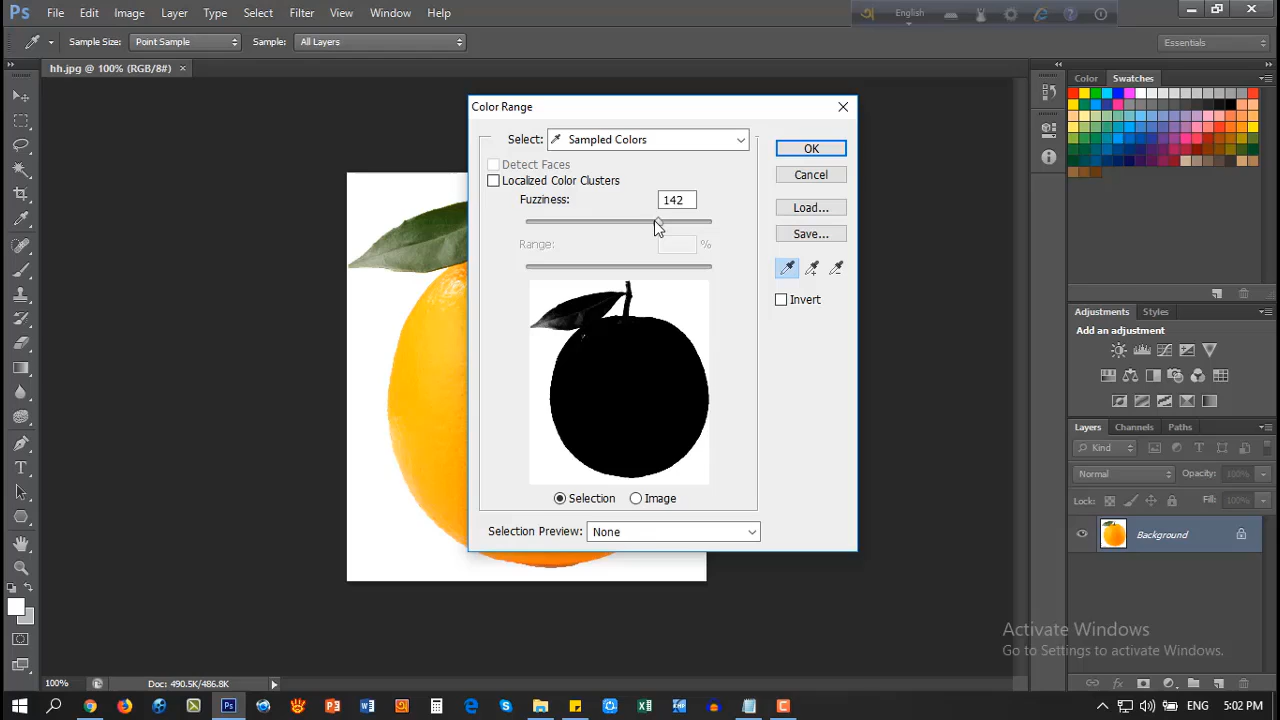 Ps File Edit Image Layer Type Select Filter View Window Help
English
Sample Size: Point Sample Sample: All Layers Essentials
hh.jpg @ 100% (RGB/8#) ×
Color Swatches
Color Range
Select: Sampled Colors
OK
Detect Faces
Cancel
Localized Color Clusters
Fuzziness: 142
Load...
Save...
Range: %
Invert
Adjustments Styles
Add an adjustment
Layers Channels Paths
Kind
Normal Opacity: 100%
Lock: Fill: 100%
Selection Image
Selection Preview: None
Background
Activate Windows
Go to Settings to activate Windows.
100% Doc: 490.5K/486.8K
ENG 5:02 PM